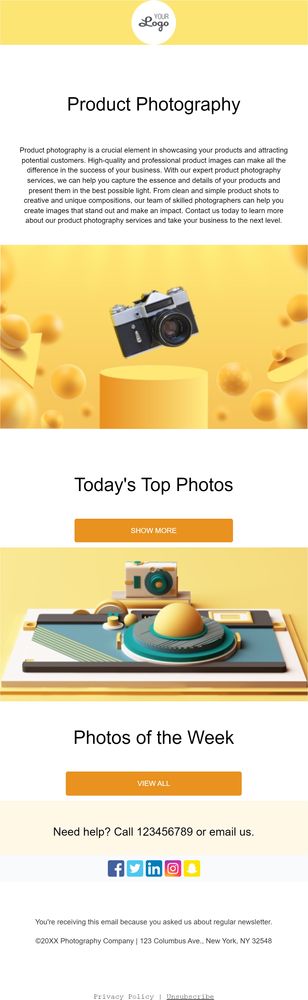 YOUR
Logo
Product Photography
Product photography is a crucial element in showcasing your products and attracting
potential customers. High-quality and professional product images can make all the
difference in the success of your business. With our expert product photography
services, we can help you capture the essence and details of your products and
present them in the best possible light. From clean and simple product shots to
creative and unique compositions, our team of skilled photographers can help you
create images that stand out and make an impact. Contact us today to learn more
about our product photography services and take your business to the next level.
Today's Top Photos
SHOW MORE
Photos of the Week
VIEW ALL
Need help? Call 123456789 or email us.
You're receiving this email because you asked us about regular newsletter.
©20XX Photography Company | 123 Columbus Ave., New York, NY 32548
Privacy Policy | Unsubscribe